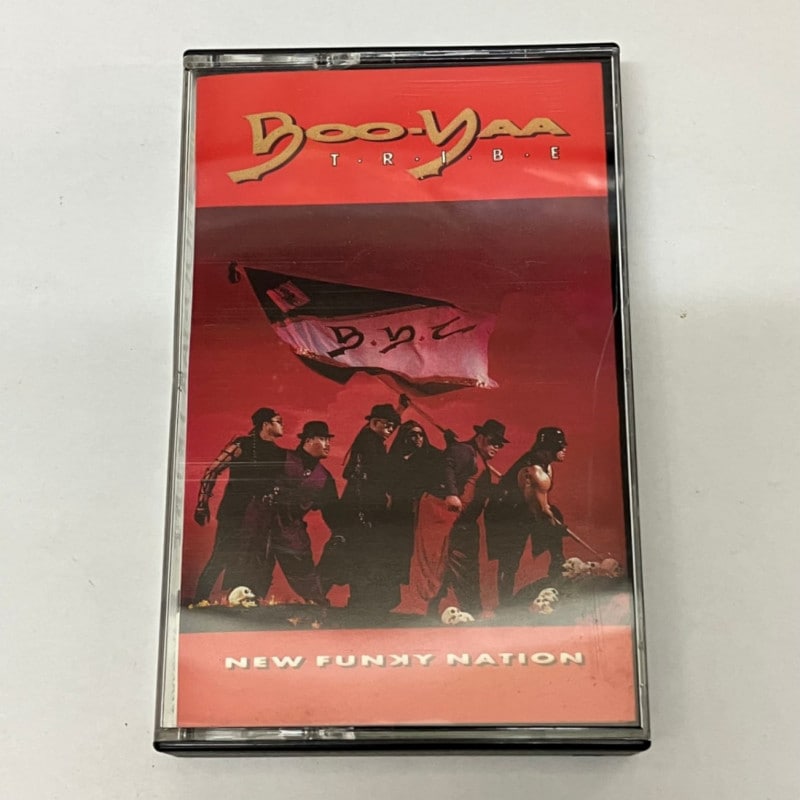 BOO-YAA
T·R·I·B·E
B·Y·T
NEW FUNKY NATION